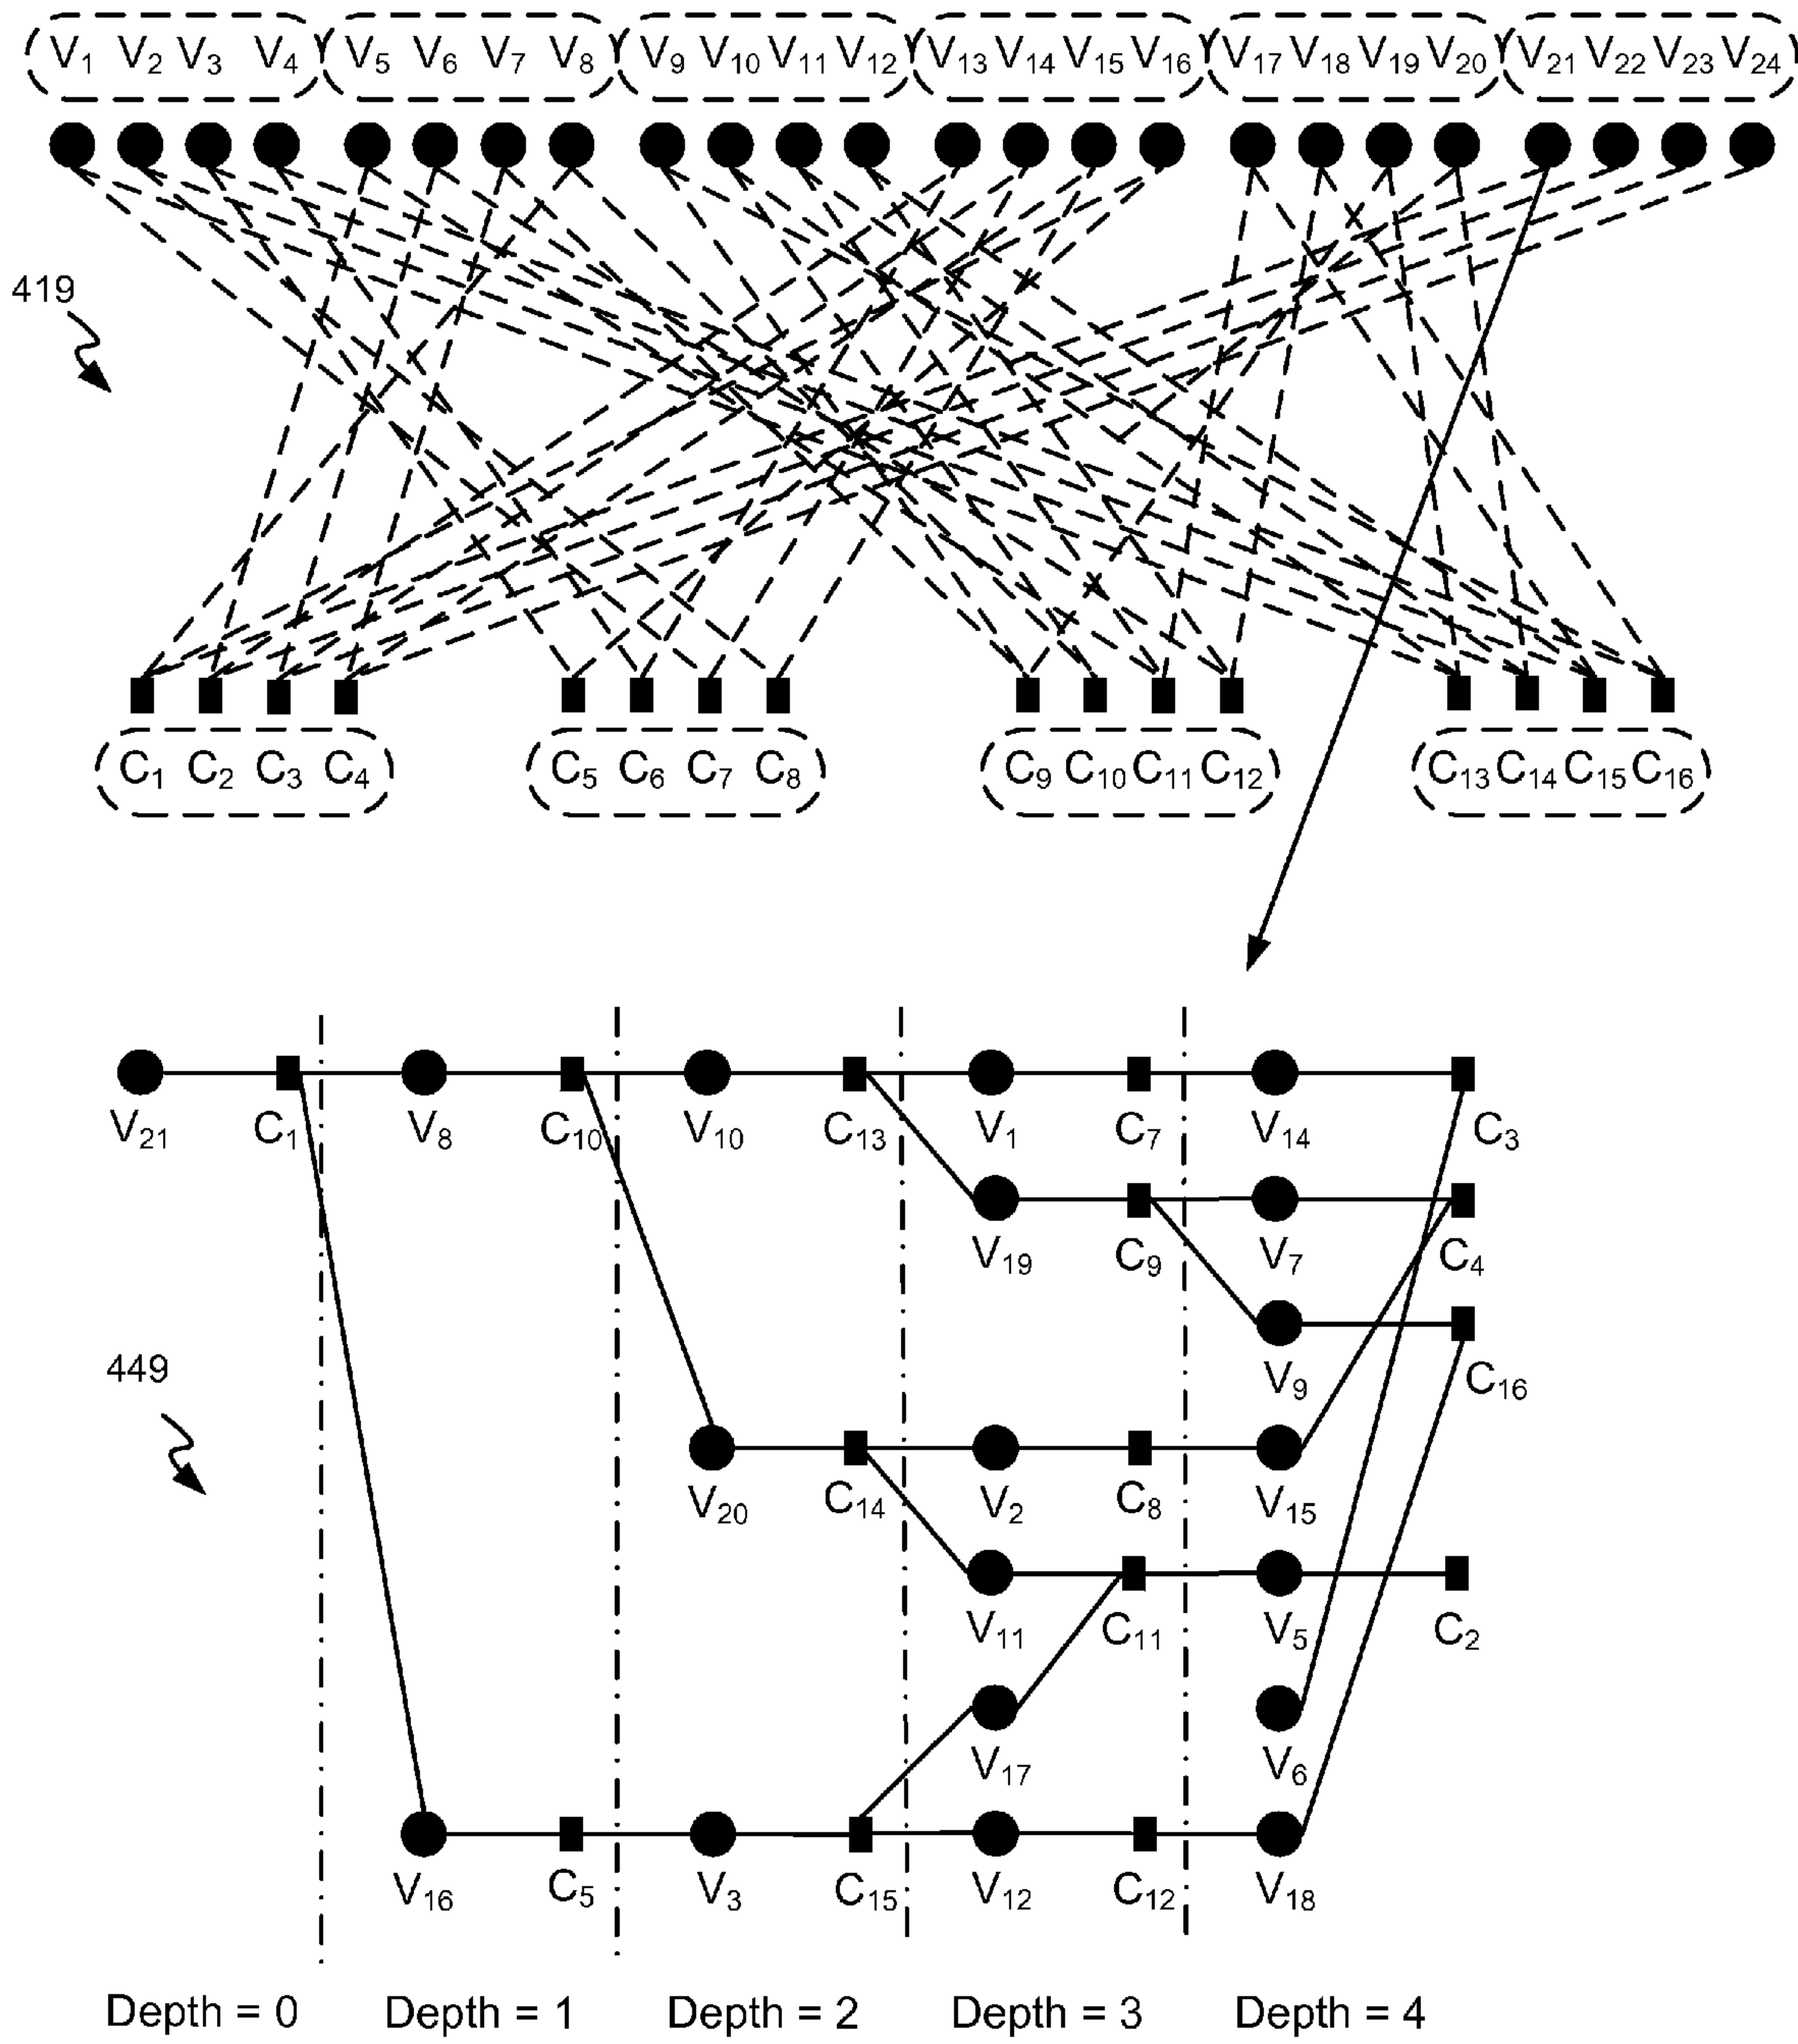 V1 V2 V3 V4 V5 V6 V7 V8 V9 V10 V11 V12 V13 V14 V15 V16 V17 V18 V19 V20 V21 V22 V23 V24
419
C1 C2 C3 C4 C5 C6 C7 C8 C9 C10 C11 C12 C13 C14 C15 C16
V21 C1 V8 C10 V10 C13 V1 C7 V14 C3
V19 C9 V7 C4
449
V9 C16
V20 C14 V2 C8 V15
V11 C11 V5 C2
V17 V6
V16 C5 V3 C15 V12 C12 V18
Depth = 0 Depth = 1 Depth = 2 Depth = 3 Depth = 4